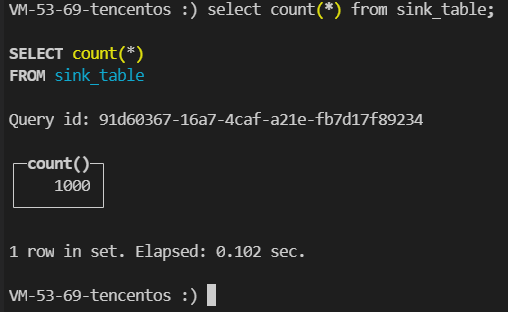 VM-53-69-tencentos :) select count(*) from sink_table;
SELECT count(*)
FROM sink_table
Query id: 91d60367-16a7-4caf-a21e-fb7d17f89234
┌─count()─┐
│    1000 │
└─────────┘
1 row in set. Elapsed: 0.102 sec.
VM-53-69-tencentos :)